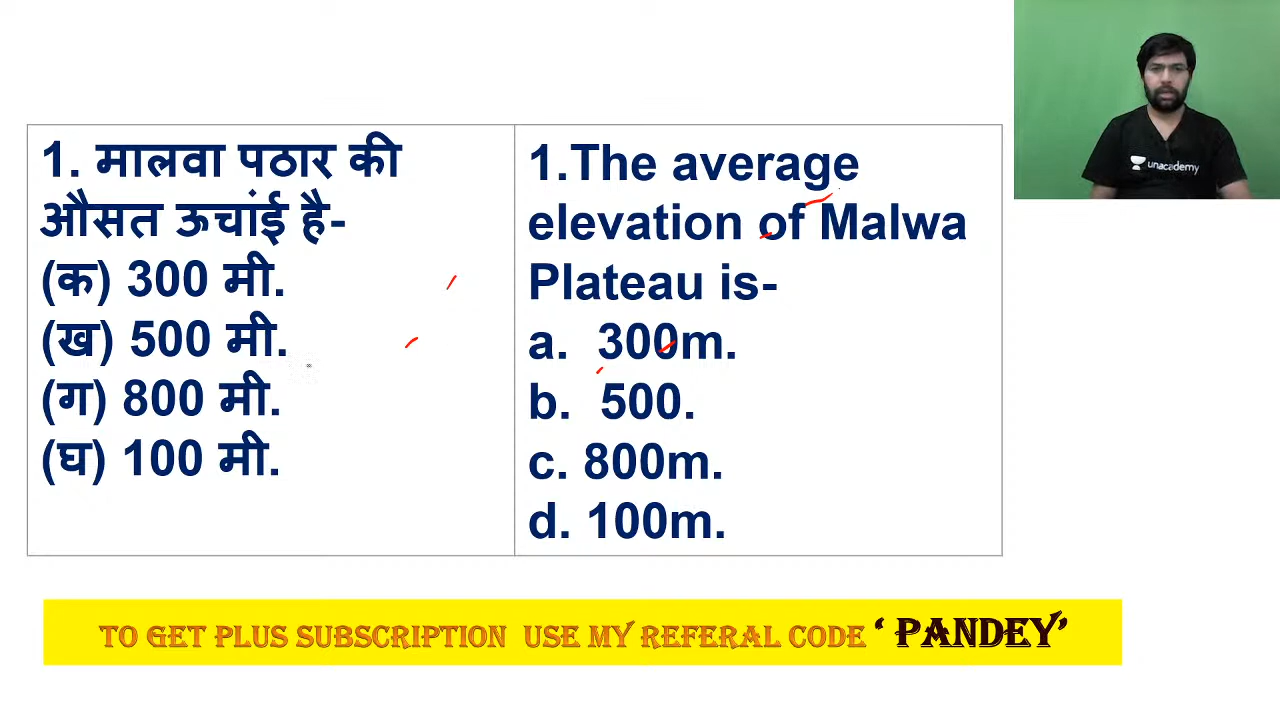 1. मालवा पठार की
औसत ऊचांई है-
(क) 300 मी.
(ख) 500 मी.
(ग) 800 मी.
(घ) 100 मी.
1.The average
elevation of Malwa
Plateau is-
a. 300m.
b. 500.
c. 800m.
d. 100m.
unacademy
TO GET PLUS SUBSCRIPTION USE MY REFERAL CODE ‘ PANDEY’